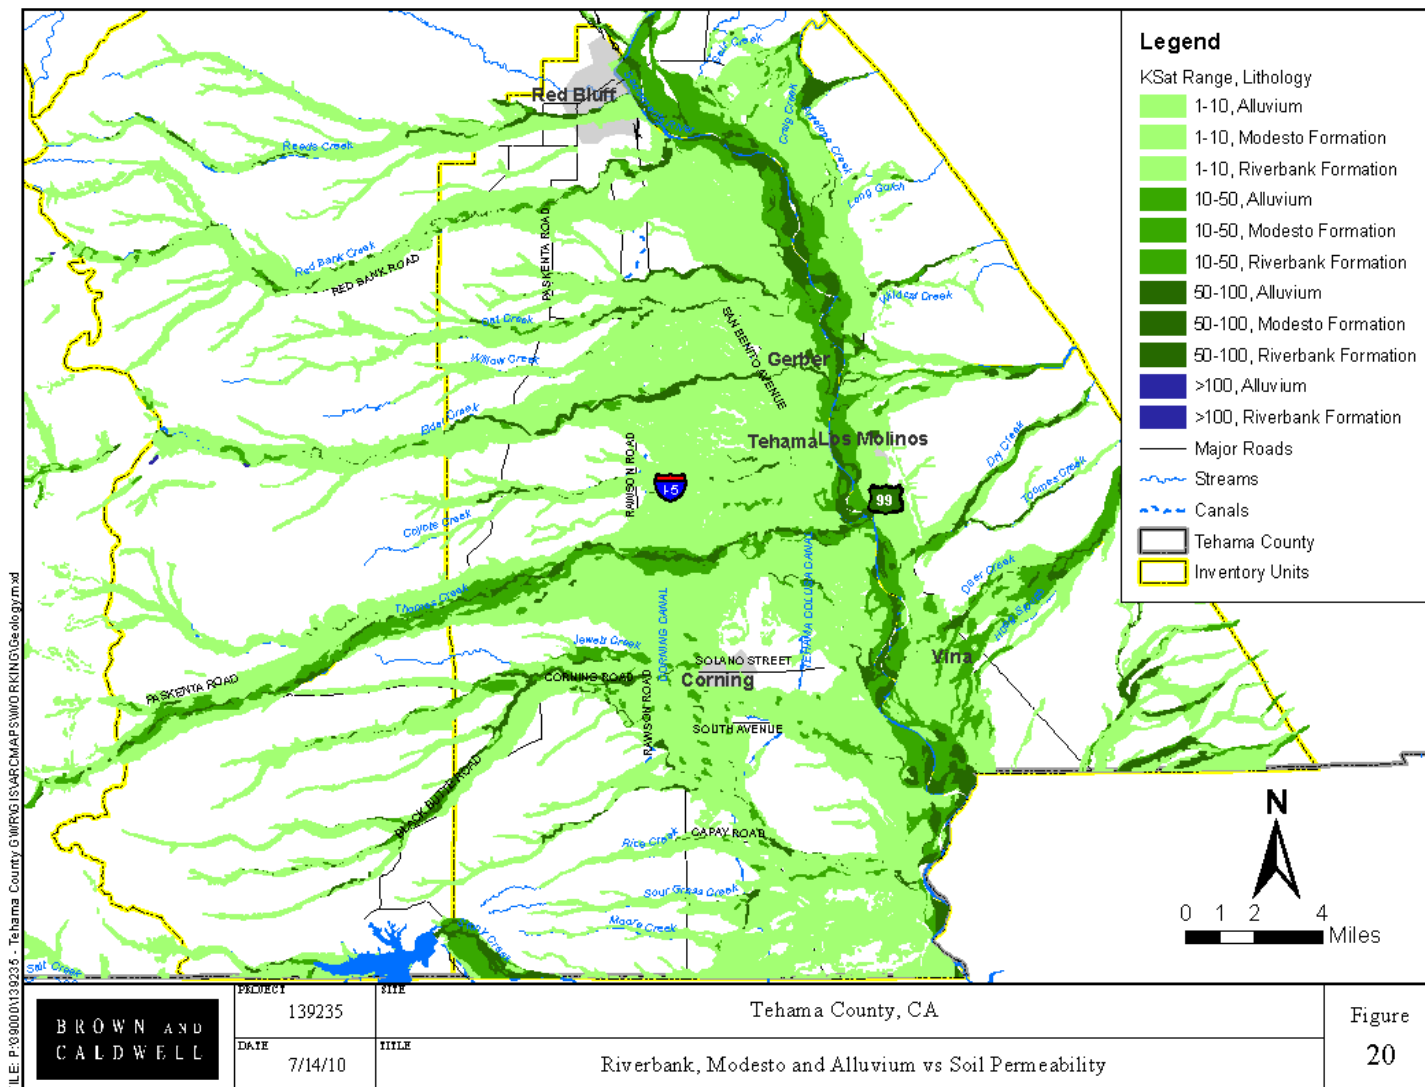 Legend
KSat Range, Lithology
1-10, Alluvium
1-10, Modesto Formation
1-10, Riverbank Formation
10-50, Alluvium
10-50, Modesto Formation
10-50, Riverbank Formation
50-100, Alluvium
50-100, Modesto Formation
50-100, Riverbank Formation
>100, Alluvium
>100, Riverbank Formation
Major Roads
Streams
Canals
Tehama County
Inventory Units
Red Bluff
Salt Creek
Sacramento River
Craig Creek
Antelope Creek
Reeds Creek
Long Gulch
Red Bank Creek
RED BANK ROAD
PASKENTA ROAD
Wildcat Creek
Oat Creek
SAN BENITO AVENUE
Willow Creek
Gerber
Elder Creek
Tehama
Los Molinos
Dry Creek
RAWSON ROAD
I-5
99
Toomes Creek
Coyote Creek
TEHAMA COLUSA CANAL
Deer Creek
Thomes Creek
CORNING CANAL
Jewett Creek
Vina
SOLANO STREET
PASKENTA ROAD
CORNING ROAD
Corning
RAWSON ROAD
SOUTH AVENUE
BLACK BUTTE ROAD
CAPAY ROAD
Rice Creek
Sour Grass Creek
Moore Creek
Salt Creek
N
0 1 2 4
Miles
BROWN AND
CALDWELL
PROJECT
139235
SITE
Tehama County, CA
DATE
7/14/10
TITLE
Riverbank, Modesto and Alluvium vs Soil Permeability
Figure
20